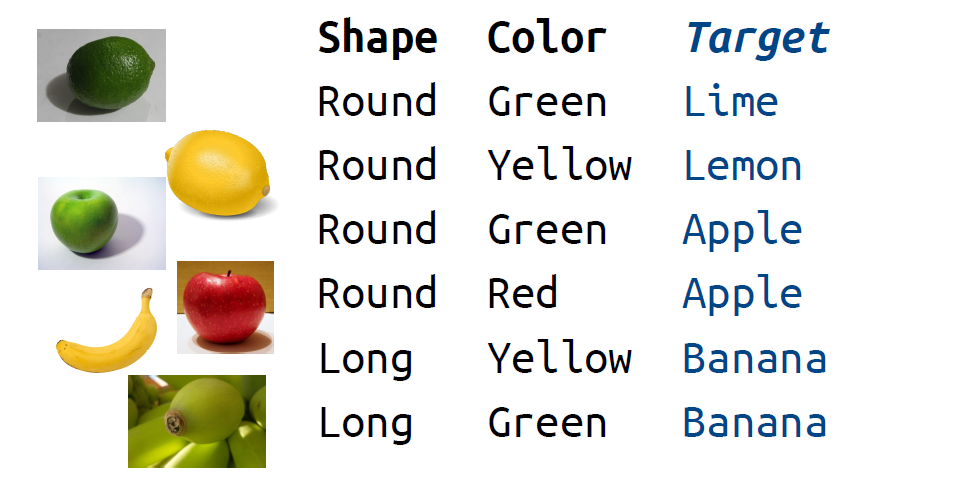 Shape Color Target
Round Green Lime
Round Yellow Lemon
Round Green Apple
Round Red Apple
Long Yellow Banana
Long Green Banana